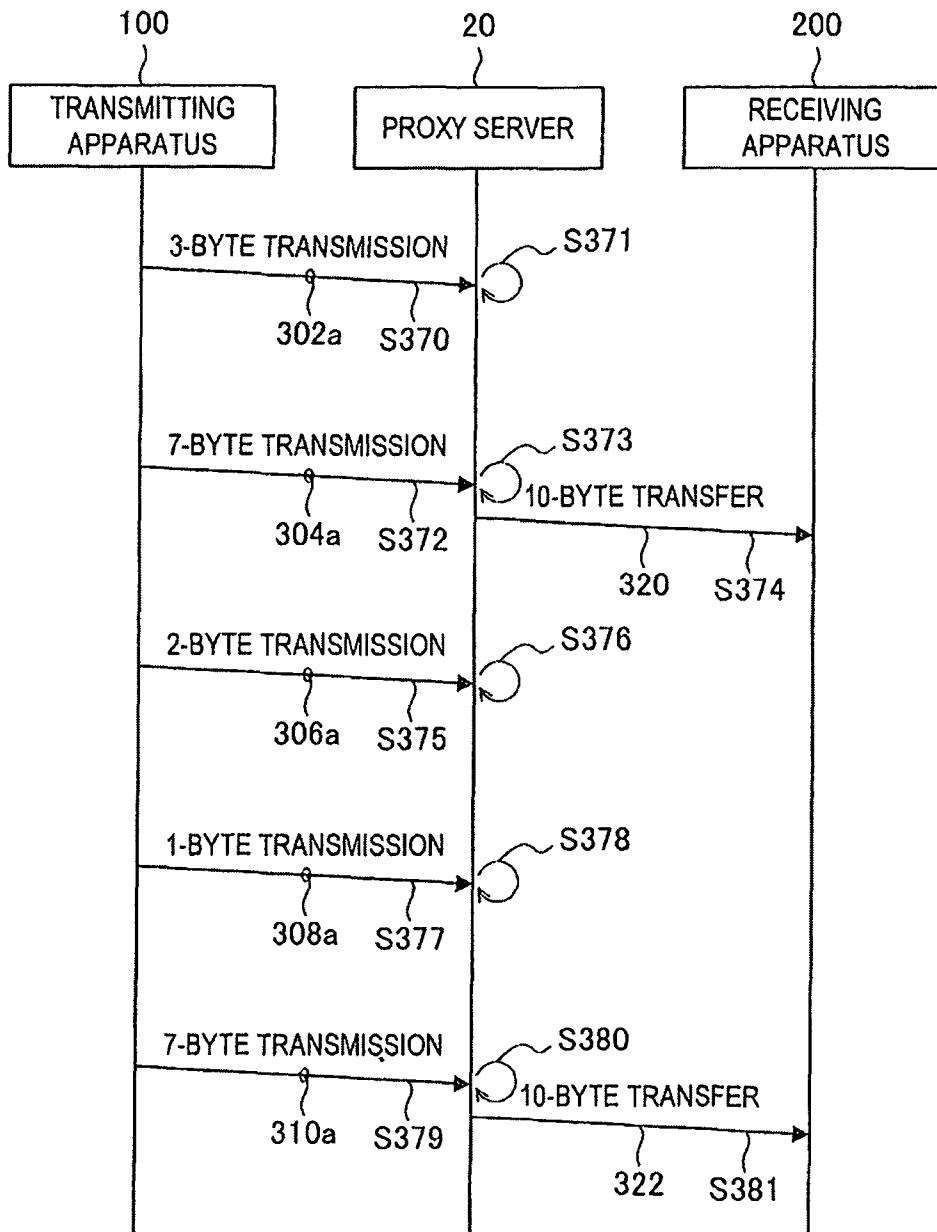 100
20
200
TRANSMITTING
APPARATUS
PROXY SERVER
RECEIVING
APPARATUS
3-BYTE TRANSMISSION
S371
302a
S370
7-BYTE TRANSMISSION
S373
10-BYTE TRANSFER
304a
S372
320
S374
2-BYTE TRANSMISSION
S376
306a
S375
1-BYTE TRANSMISSION
S378
308a
S377
7-BYTE TRANSMISSION
S380
10-BYTE TRANSFER
310a
S379
322
S381